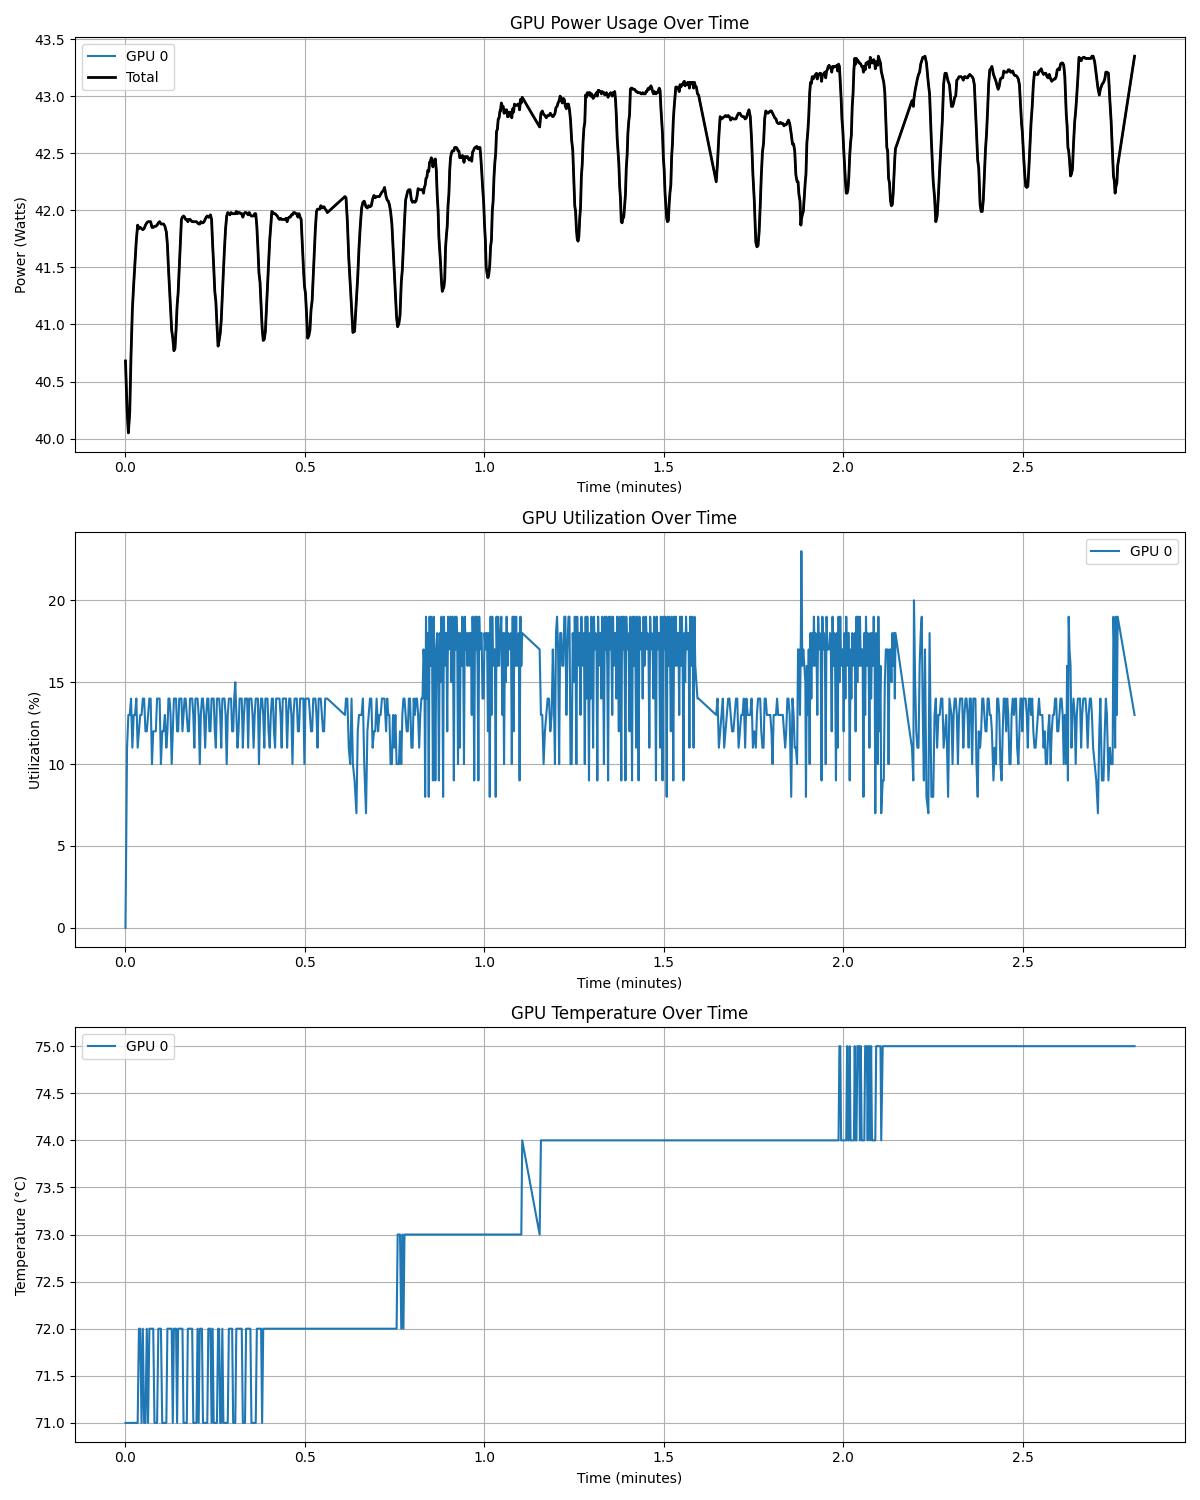 GPU Power Usage Over Time
43.5
43.0
42.5
42.0
41.5
41.0
40.5
40.0
Power (Watts)
GPU 0
Total
0.0 0.5 1.0 1.5 2.0 2.5
Time (minutes)
GPU Utilization Over Time
20
15
10
5
0
Utilization (%)
GPU 0
0.0 0.5 1.0 1.5 2.0 2.5
Time (minutes)
GPU Temperature Over Time
75.0
74.5
74.0
73.5
73.0
72.5
72.0
71.5
71.0
Temperature (°C)
GPU 0
0.0 0.5 1.0 1.5 2.0 2.5
Time (minutes)